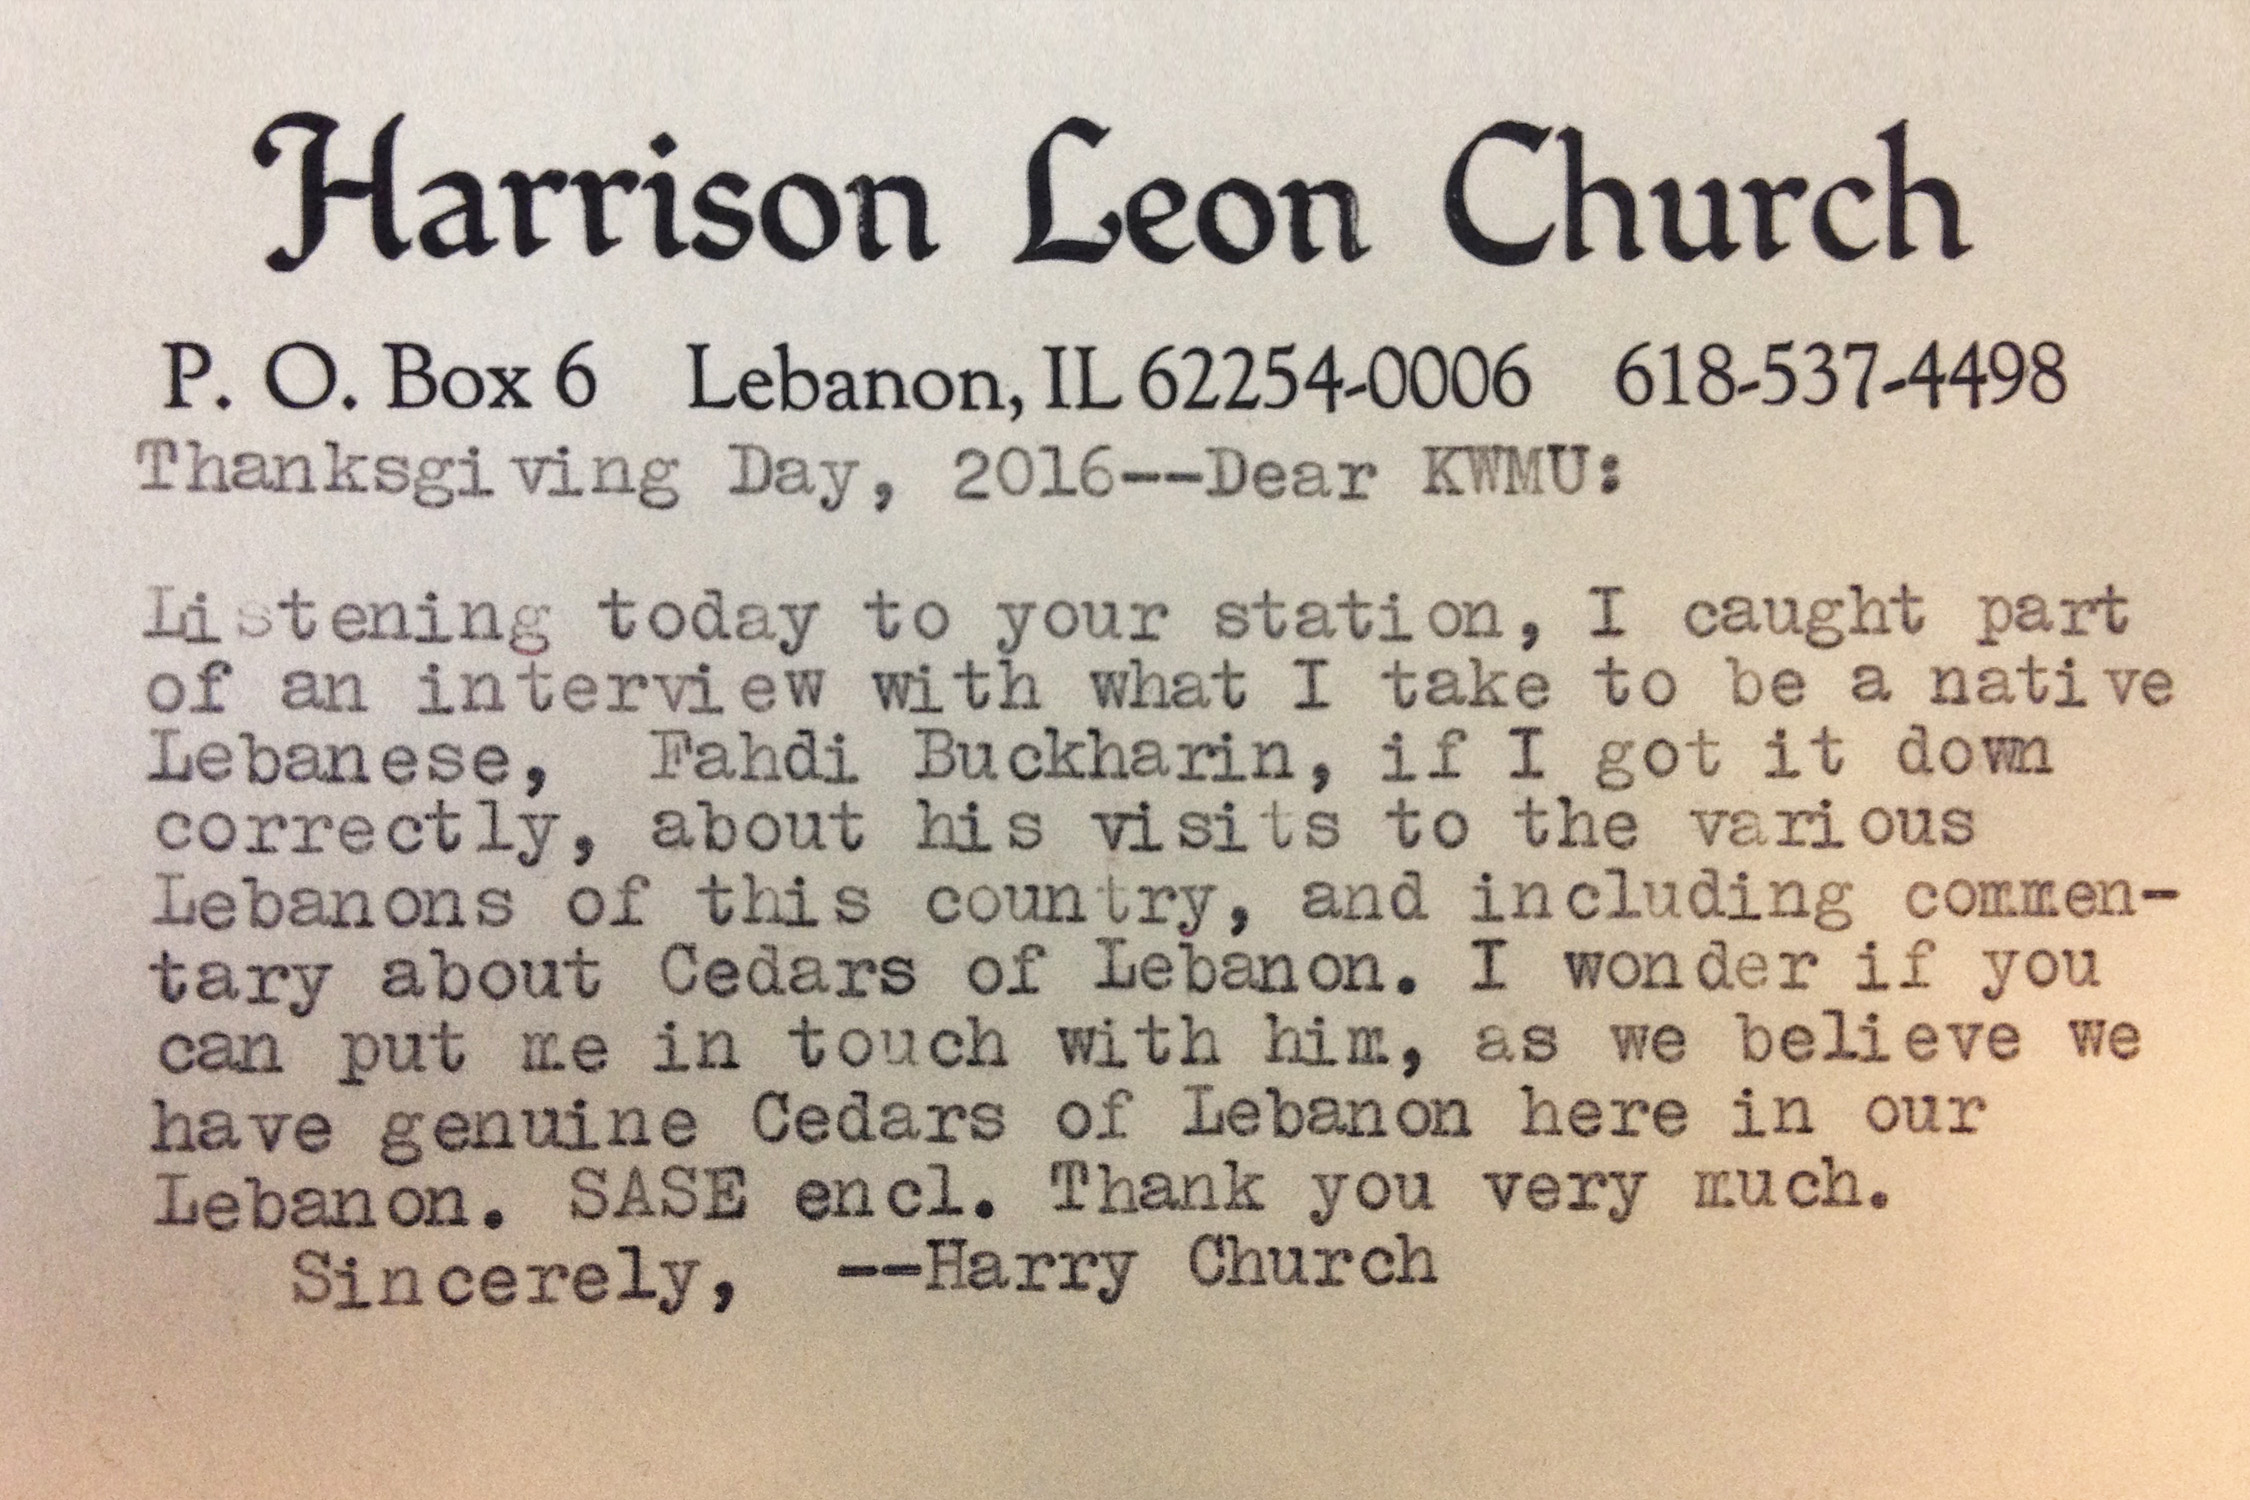 Harrison Leon Church
P. O. Box 6 Lebanon, IL 62254-0006 618-537-4498
Thanksgiving Day, 2016--Dear KWMU:
Listening today to your station, I caught part
of an interview with what I take to be a native
Lebanese, Fahdi Buckharin, if I got it down
correctly, about his visits to the various
Lebanons of this country, and including commen-
tary about Cedars of Lebanon. I wonder if you
can put me in touch with him, as we believe we
have genuine Cedars of Lebanon here in our
Lebanon. SASE encl. Thank you very much.
Sincerely, --Harry Church